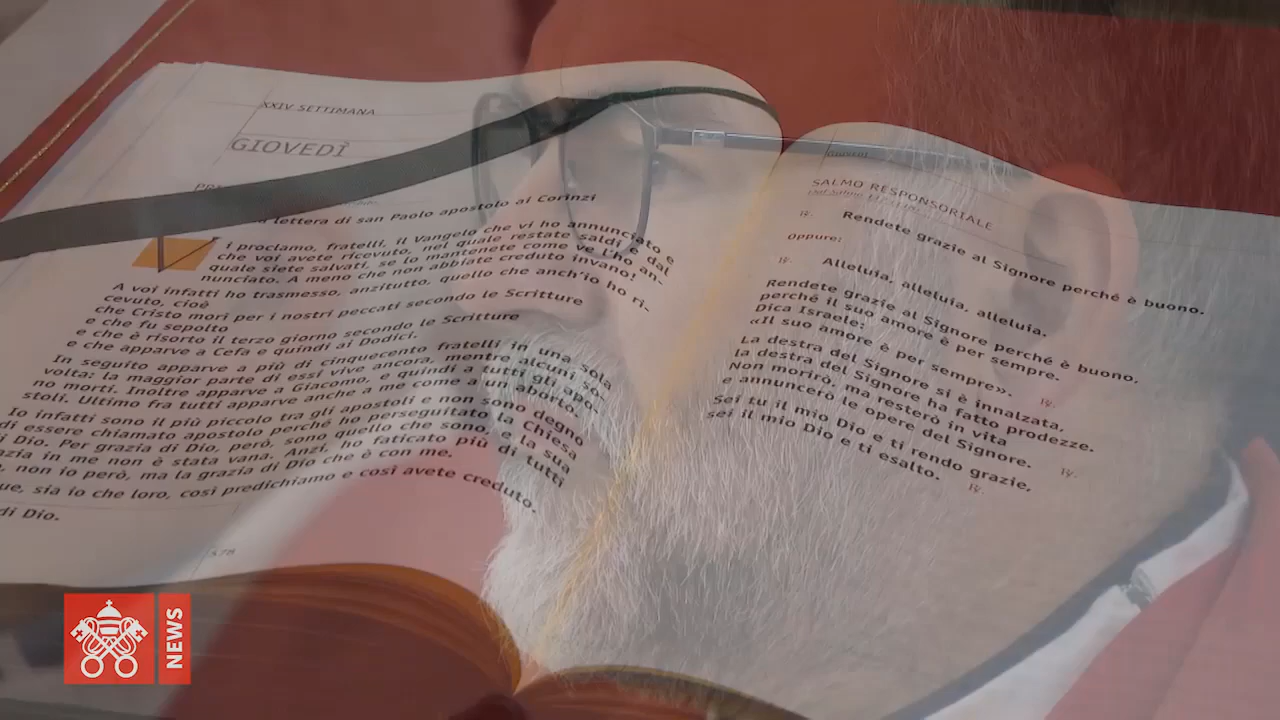 XXIV SETTIMANA
GIOVEDÌ
lettera di san Paolo apostolo ai Corinzi
i proclamo, fratelli, il Vangelo che vi ho annunciato e
che voi avete ricevuto, nel quale restate saldi e dal
quale siete salvati, se lo mantenete come ve l'ho an-
nunciato. A meno che non abbiate creduto invano!
A voi infatti ho trasmesso, anzitutto, quello che anch'io ho ri-
cevuto, cioè
che Cristo morì per i nostri peccati secondo le Scritture
e che fu sepolto
e che è risorto il terzo giorno secondo le Scritture
e che apparve a Cefa e quindi ai Dodici.
In seguito apparve a più di cinquecento fratelli in una sola
volta: la maggior parte di essi vive ancora, mentre alcuni so-
no morti. Inoltre apparve a Giacomo, e quindi a tutti gli apo-
stoli. Ultimo fra tutti apparve anche a me come a un aborto.
Io infatti sono il più piccolo tra gli apostoli e non sono degno
di essere chiamato apostolo perché ho perseguitato la Chiesa
di Dio. Per grazia di Dio, però, sono quello che sono, e la sua
grazia in me non è stata vana. Anzi, ho faticato più di tutti
, non io però, ma la grazia di Dio che è con me.
que, sia io che loro, così predichiamo e così avete creduto.
di Dio.
578
Giovedì
SALMO RESPONSORIALE
℟. Rendete grazie al Signore perché è buono.
Oppure:
℟. Alleluia, alleluia, alleluia.
Rendete grazie al Signore perché è buono,
perché il suo amore è per sempre.
Dica Israele:
«Il suo amore è per sempre». ℟.
La destra del Signore si è innalzata,
la destra del Signore ha fatto prodezze.
Non morirò, ma resterò in vita
e annuncerò le opere del Signore. ℟.
Sei tu il mio Dio e ti rendo grazie,
sei il mio Dio e ti esalto. ℟.
NEWS